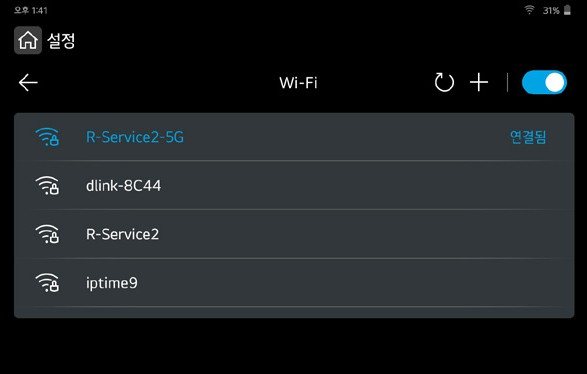 오후 1:41
31%
설정
Wi-Fi
R-Service2-5G
연결됨
dlink-8C44
R-Service2
iptime9